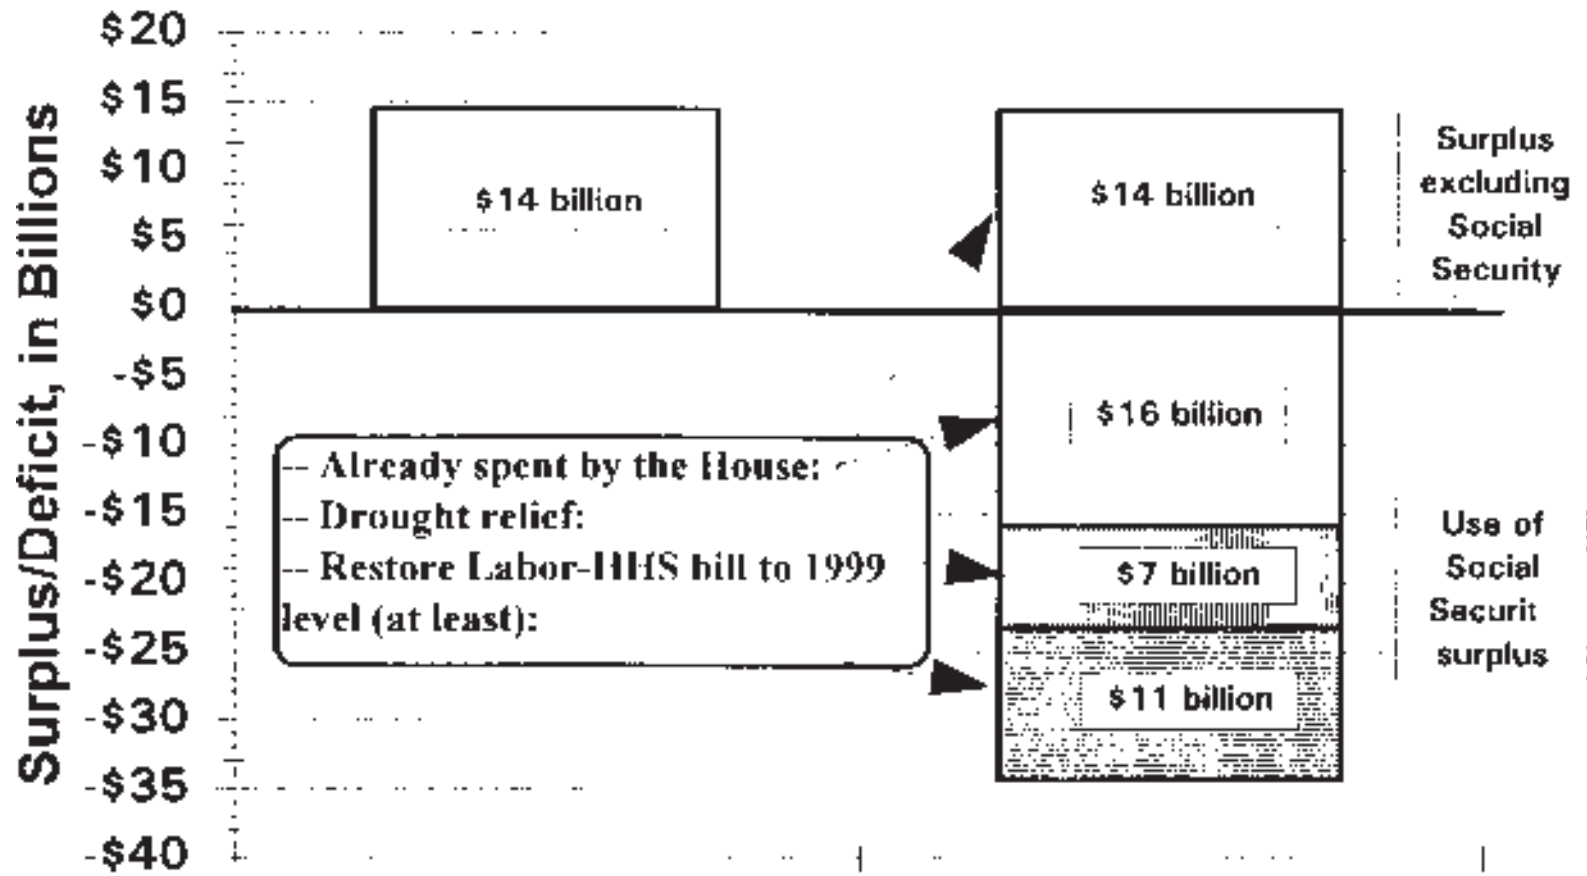 Surplus/Deficit, in Billions
$20
$15
$10
$5
$0
-$5
-$10
-$15
-$20
-$25
-$30
-$35
-$40
$14 billion
$14 billion
$16 billion
$7 billion
$11 billion
-- Already spent by the House:
-- Drought relief:
-- Restore Labor-HHS bill to 1999
level (at least):
Surplus
excluding
Social
Security
Use of
Social
Securit
surplus